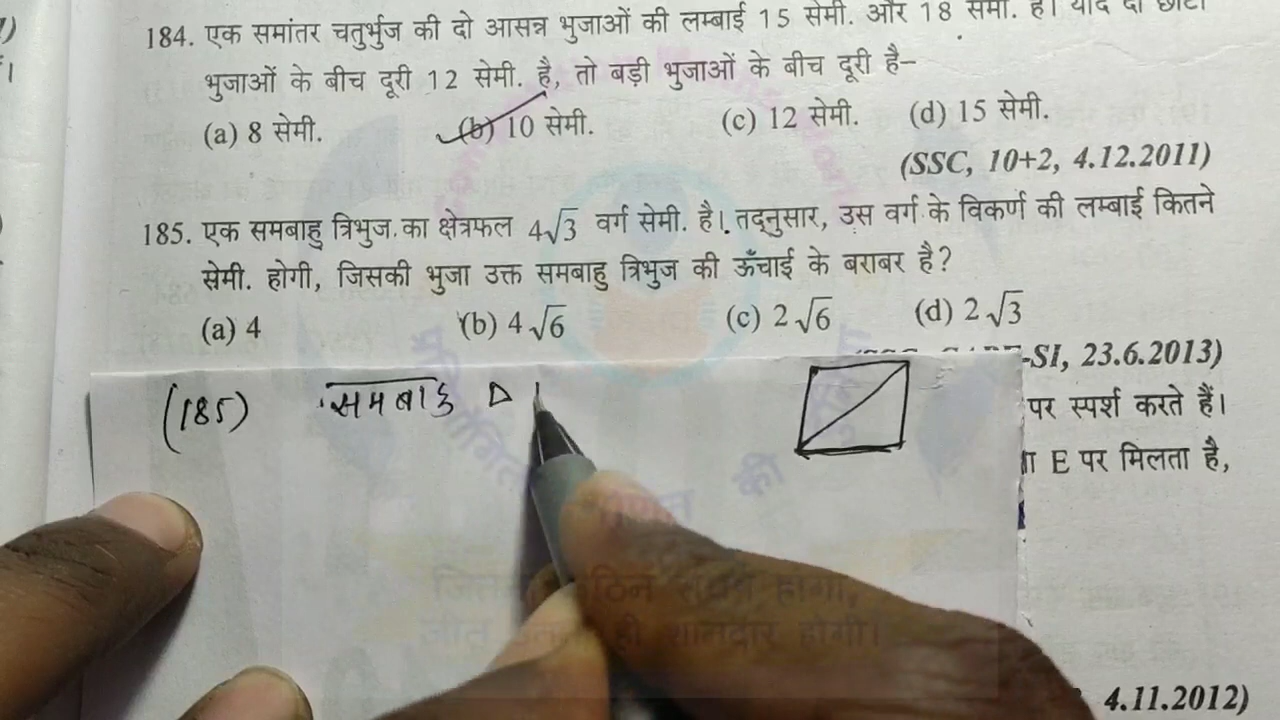 184. एक समांतर चतुर्भुज की दो आसन्न भुजाओं की लम्बाई 15 सेमी. और 18 सेमी. है। यदि दो छोटी
भुजाओं के बीच दूरी 12 सेमी. है, तो बड़ी भुजाओं के बीच दूरी है–
(a) 8 सेमी. (b) 10 सेमी. (c) 12 सेमी. (d) 15 सेमी.
(SSC, 10+2, 4.12.2011)
185. एक समबाहु त्रिभुज का क्षेत्रफल 4√3 वर्ग सेमी. है। तद्नुसार, उस वर्ग के विकर्ण की लम्बाई कितने
सेमी. होगी, जिसकी भुजा उक्त समबाहु त्रिभुज की ऊँचाई के बराबर है?
(a) 4 (b) 4√6 (c) 2√6 (d) 2√3
-SI, 23.6.2013)
(185) समबाहु Δ
पर स्पर्श करते हैं।
E पर मिलता है,
होगा,
जीत ही शानदार होगी।
4.11.2012)